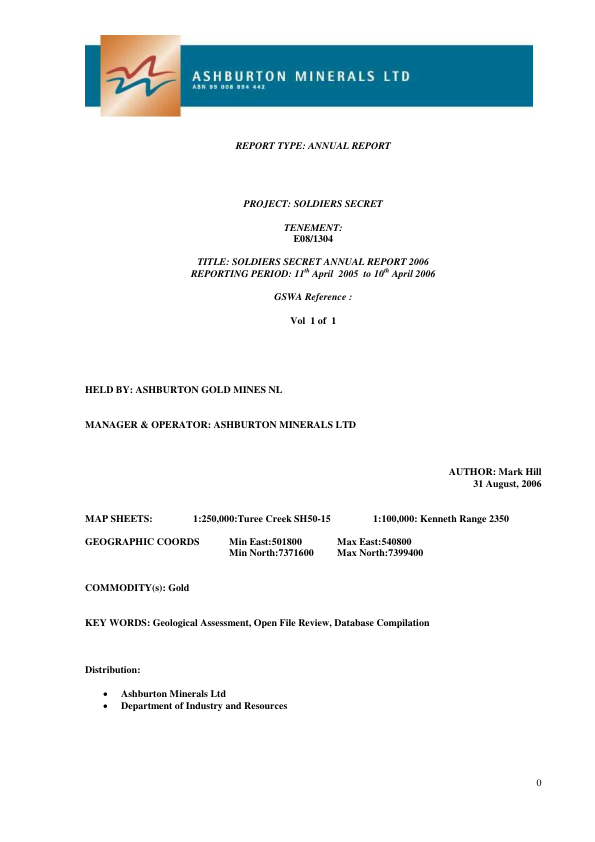 ASHBURTON MINERALS LTD
ABN 99 008 894 442
REPORT TYPE: ANNUAL REPORT
PROJECT: SOLDIERS SECRET
TENEMENT:
E08/1304
TITLE: SOLDIERS SECRET ANNUAL REPORT 2006
REPORTING PERIOD: 11th April 2005 to 10th April 2006
GSWA Reference :
Vol 1 of 1
HELD BY: ASHBURTON GOLD MINES NL
MANAGER & OPERATOR: ASHBURTON MINERALS LTD
AUTHOR: Mark Hill
31 August, 2006
MAP SHEETS: 1:250,000:Turee Creek SH50-15 1:100,000: Kenneth Range 2350
GEOGRAPHIC COORDS Min East:501800 Max East:540800
Min North:7371600 Max North:7399400
COMMODITY(s): Gold
KEY WORDS: Geological Assessment, Open File Review, Database Compilation
Distribution:
• Ashburton Minerals Ltd
• Department of Industry and Resources
0